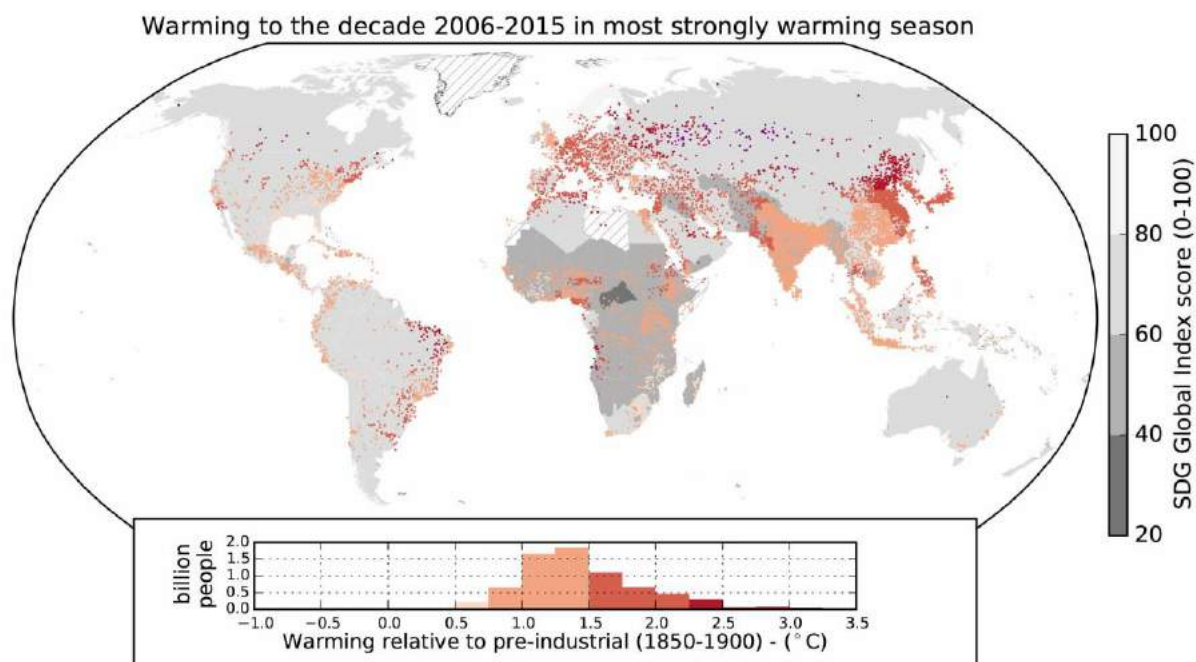 Warming to the decade 2006-2015 in most strongly warming season
100
80
60
40
20
SDG Global Index score (0-100)
billion
people
2.0
1.5
1.0
0.5
0.0
−1.0 −0.5 0.0 0.5 1.0 1.5 2.0 2.5 3.0 3.5
Warming relative to pre-industrial (1850-1900) - (°C)